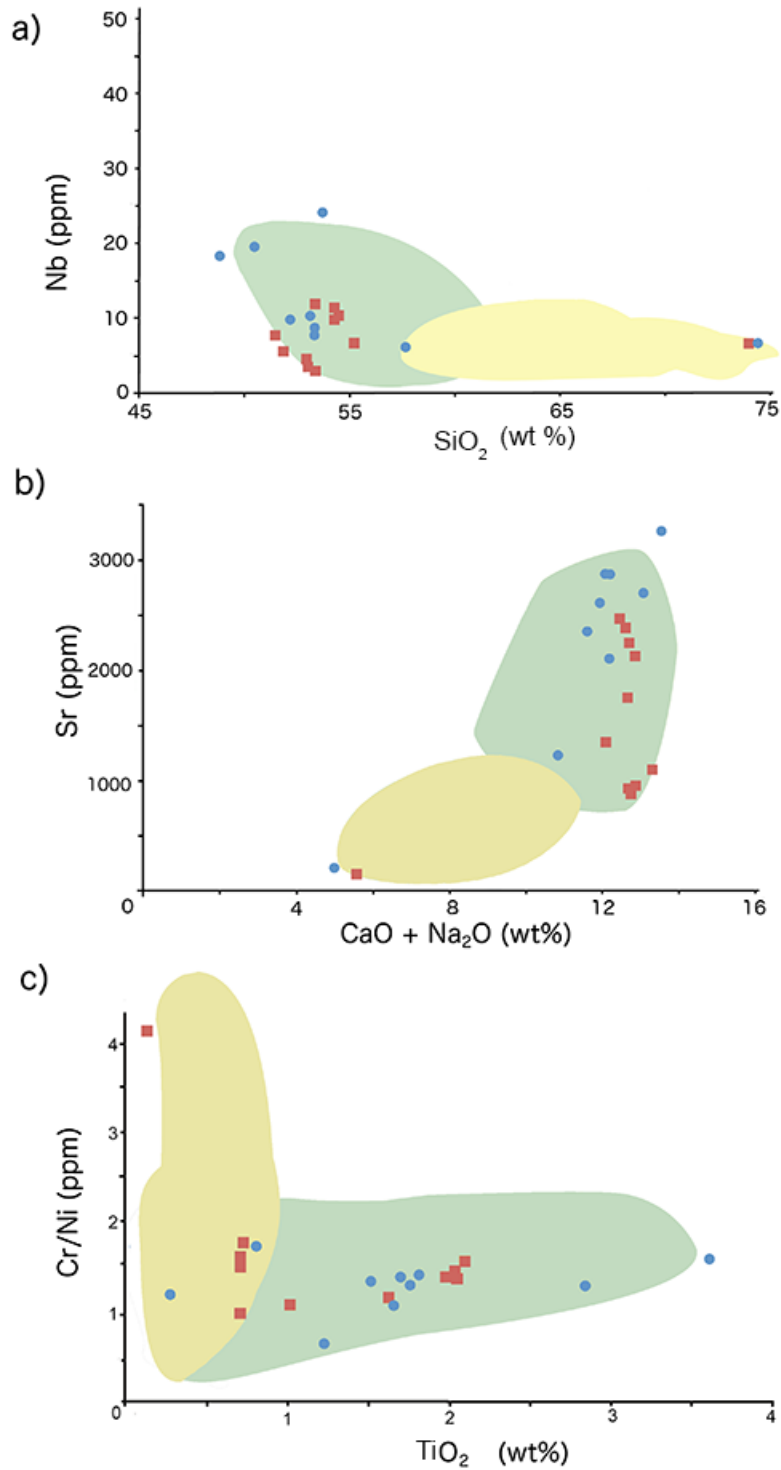 a)
50
40
30
20
10
0
Nb (ppm)
45 55 65 75
SiO₂ (wt %)
b)
3000
2000
1000
0
Sr (ppm)
4 8 12 16
CaO + Na₂O (wt%)
c)
4
3
2
1
0
Cr/Ni (ppm)
1 2 3 4
TiO₂ (wt%)